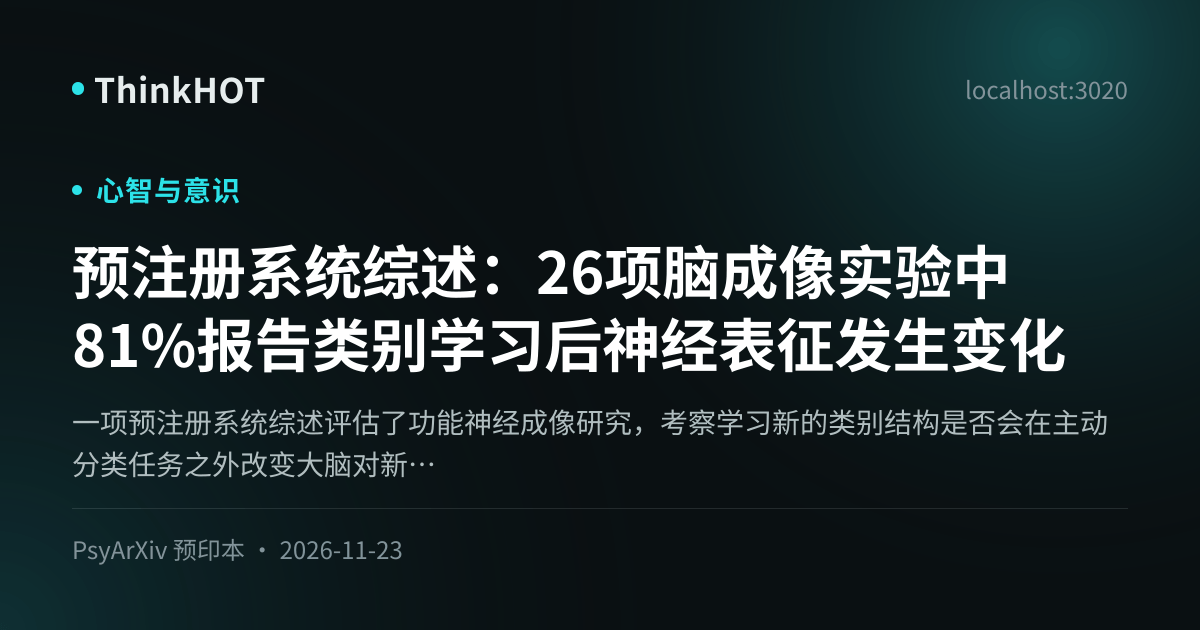 ThinkHOT
localhost:3020
心智与意识
预注册系统综述：26项脑成像实验中
81%报告类别学习后神经表征发生变化
一项预注册系统综述评估了功能神经成像研究，考察学习新的类别结构是否会在主动
分类任务之外改变大脑对新…
PsyArXiv 预印本 · 2026-11-23